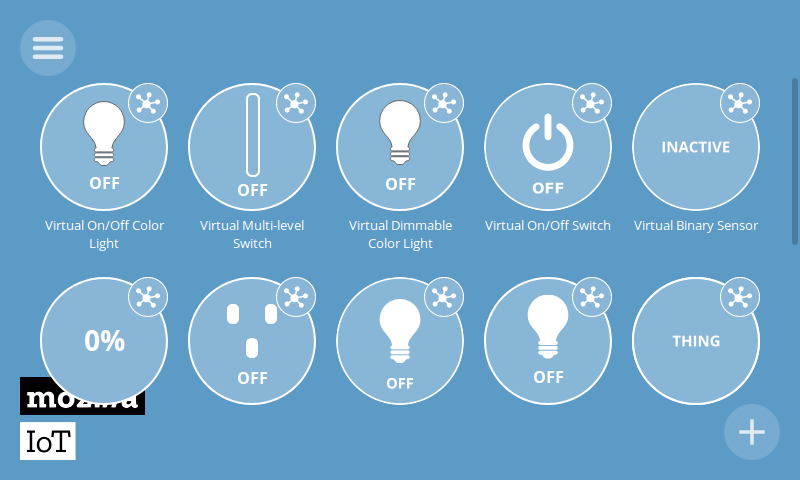 OFF
OFF
OFF
OFF
INACTIVE
Virtual On/Off Color
Light
Virtual Multi-level
Switch
Virtual Dimmable
Color Light
Virtual On/Off Switch
Virtual Binary Sensor
0%
OFF
OFF
OFF
THING
mozilla
IoT